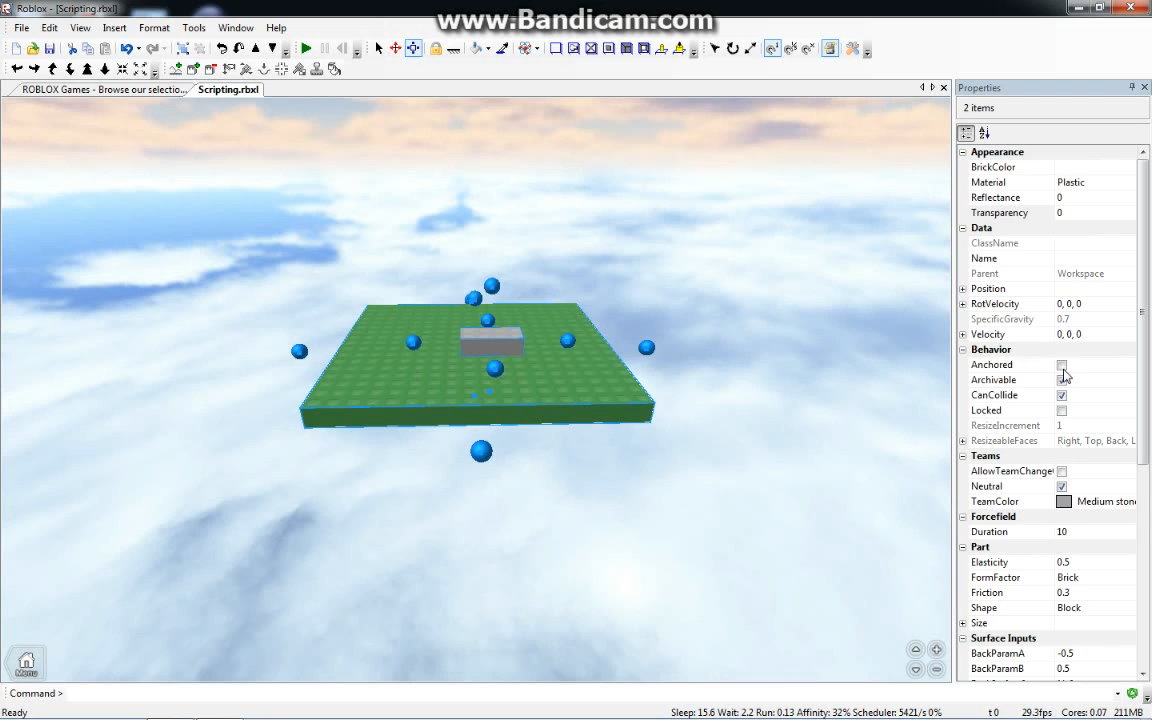 Roblox - [Scripting.rbxl]
www.Bandicam.com
File Edit View Insert Format Tools Window Help
ROBLOX Games - Browse our selectio... Scripting.rbxl
Properties
2 items
Appearance
BrickColor
Material Plastic
Reflectance 0
Transparency 0
Data
ClassName
Name
Parent Workspace
Position
RotVelocity 0, 0, 0
SpecificGravity 0.7
Velocity 0, 0, 0
Behavior
Anchored
Archivable
CanCollide
Locked
ResizeIncrement 1
ResizeableFaces Right, Top, Back, L
Teams
AllowTeamChange
Neutral
TeamColor Medium ston
Forcefield
Duration 10
Part
Elasticity 0.5
FormFactor Brick
Friction 0.3
Shape Block
Size
Surface Inputs
BackParamA -0.5
BackParamB 0.5
Menu
Command >
Ready
Sleep: 15.6 Wait: 2.2 Run: 0.13 Affinity: 32% Scheduler: 5421/s 0% t 0 29.3fps Cores: 0.07 211MB